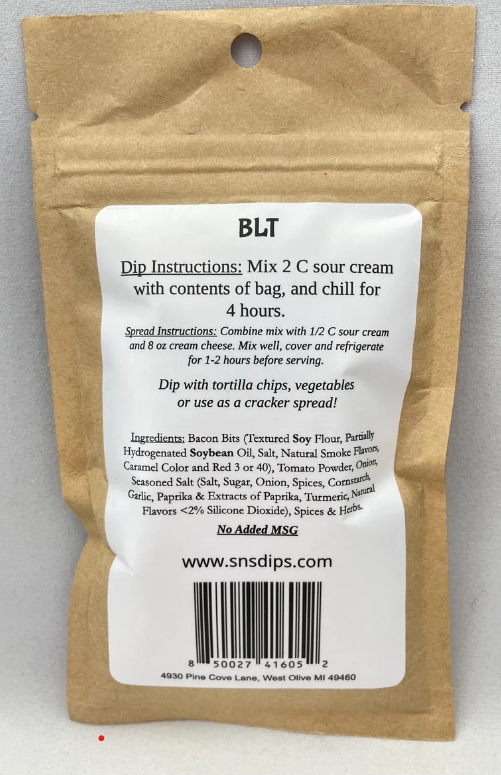 BLT
Dip Instructions: Mix 2 C sour cream
with contents of bag, and chill for
4 hours.
Spread Instructions: Combine mix with 1/2 C sour cream
and 8 oz cream cheese. Mix well, cover and refrigerate
for 1-2 hours before serving.
Dip with tortilla chips, vegetables
or use as a cracker spread!
Ingredients: Bacon Bits (Textured Soy Flour, Partially
Hydrogenated Soybean Oil, Salt, Natural Smoke Flavors,
Caramel Color and Red 3 or 40), Tomato Powder, Onion,
Seasoned Salt (Salt, Sugar, Onion, Spices, Cornstarch,
Garlic, Paprika & Extracts of Paprika, Turmeric, Natural
Flavors <2% Silicone Dioxide), Spices & Herbs.
No Added MSG
www.snsdips.com
8 50027 41605 2
4930 Pine Cove Lane, West Olive MI 49460